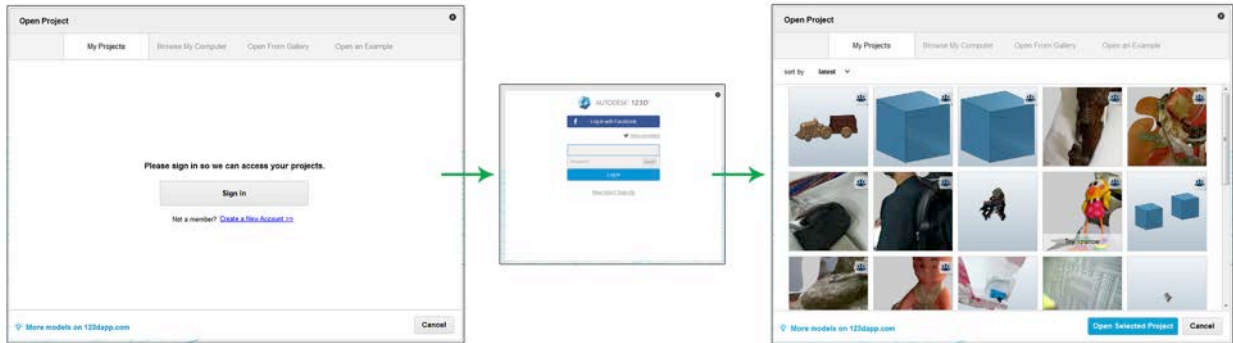 Open Project
My Projects Browse My Computer Open From Gallery Open an Example
Please sign in so we can access your projects.
Sign In
Not a member? Create a New Account >>
More models on 123dapp.com
Cancel
AUTODESK 123D
Log In with Facebook
Log In
Open Project
My Projects Browse My Computer Open From Gallery Open an Example
sort by latest
More models on 123dapp.com
Open Selected Project Cancel